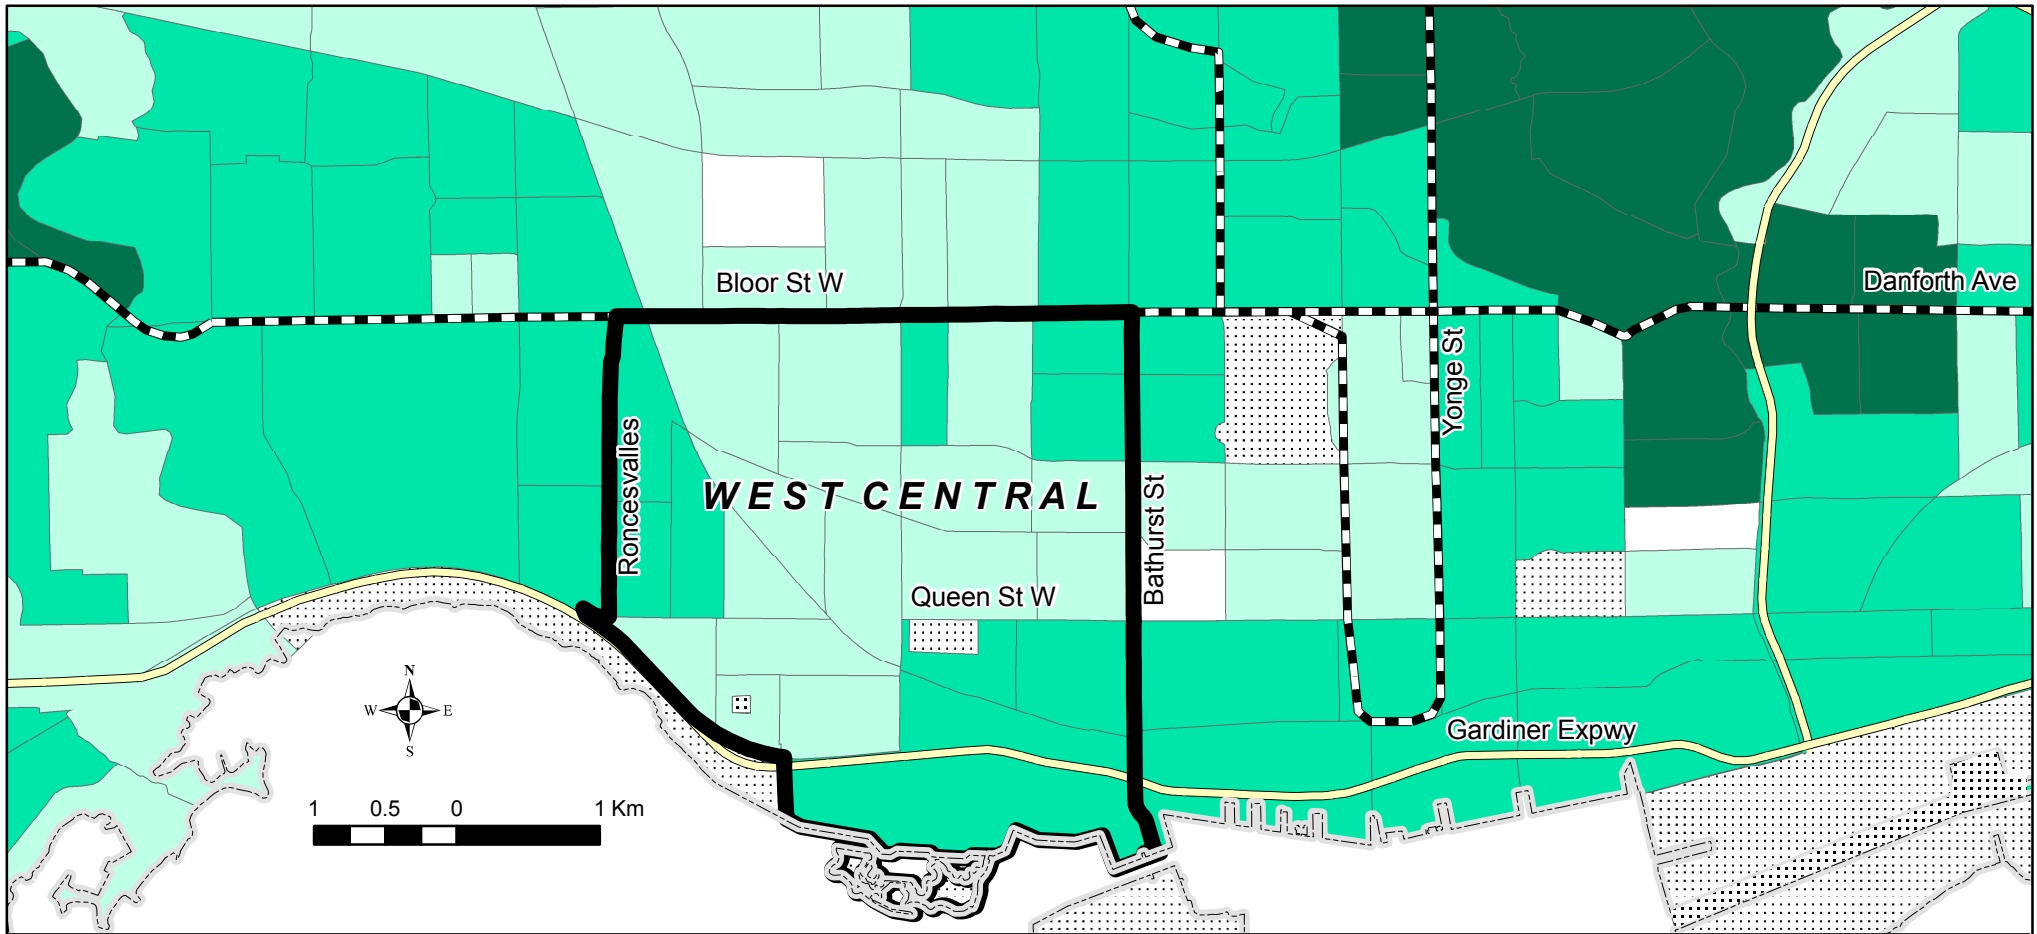 Bloor St W
Danforth Ave
Yonge St
Roncesvalles
WEST CENTRAL
Bathurst St
Queen St W
N
W E
S
Gardiner Expwy
1 0.5 0 1 Km